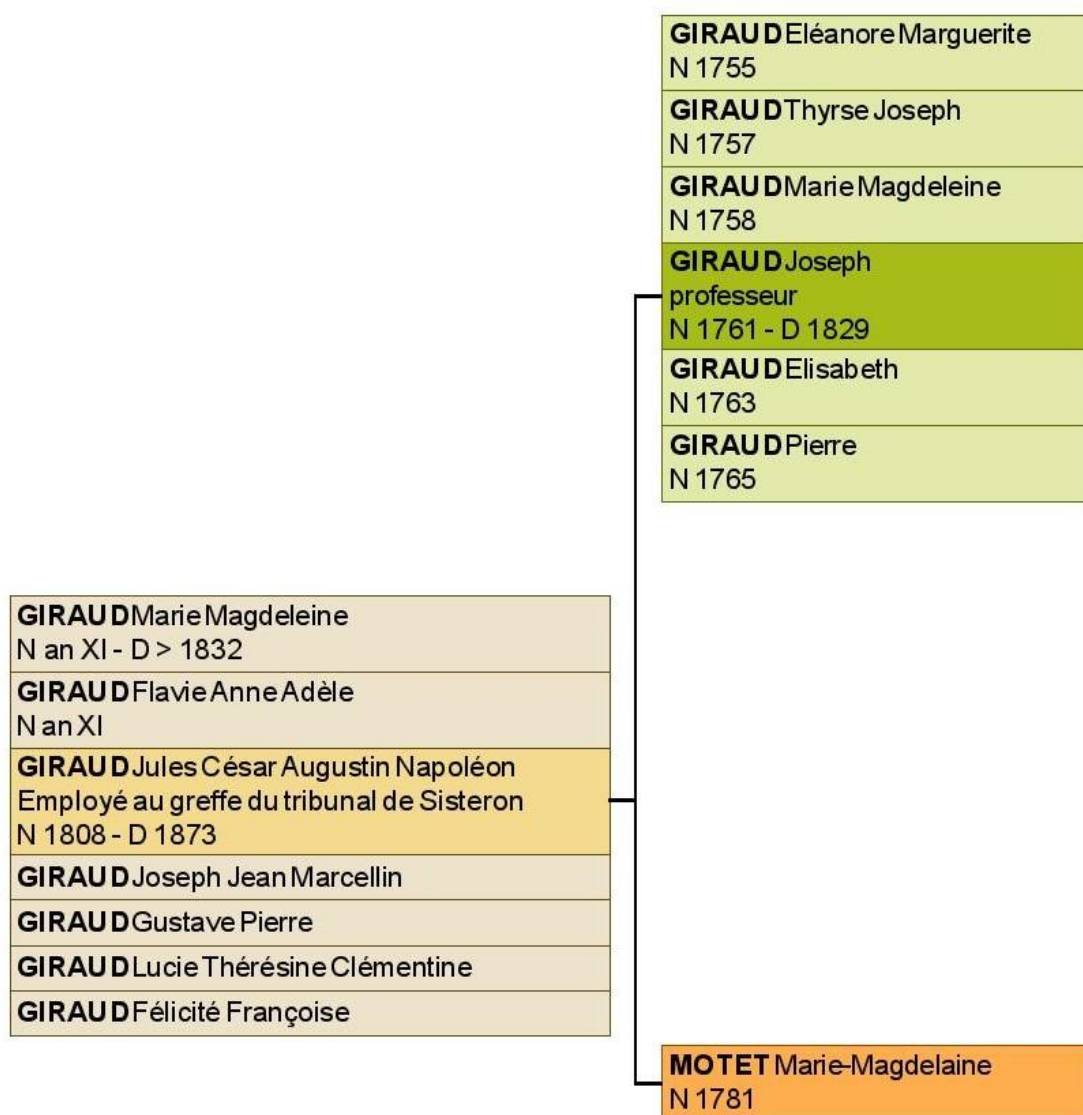 GIRAUD Eléanore Marguerite
N 1755
GIRAUD Thyrse Joseph
N 1757
GIRAUD Marie Magdeleine
N 1758
GIRAUD Joseph
professeur
N 1761 - D 1829
GIRAUD Elisabeth
N 1763
GIRAUD Pierre
N 1765
GIRAUD Marie Magdeleine
N an XI - D > 1832
GIRAUD Flavie Anne Adèle
N an XI
GIRAUD Jules César Augustin Napoléon
Employé au greffe du tribunal de Sisteron
N 1808 - D 1873
GIRAUD Joseph Jean Marcellin
GIRAUD Gustave Pierre
GIRAUD Lucie Thérésine Clémentine
GIRAUD Félicité Françoise
MOTET Marie-Magdelaine
N 1781